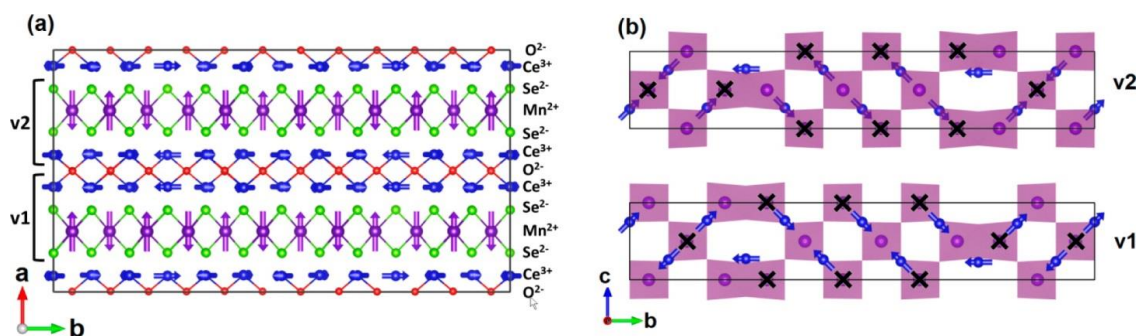 (a)
O²⁻
Ce³⁺
Se²⁻
v2
Mn²⁺
Se²⁻
Ce³⁺
O²⁻
Ce³⁺
v1
Se²⁻
Mn²⁺
Se²⁻
a
Ce³⁺
O²⁻
b
(b)
v2
v1
c
b